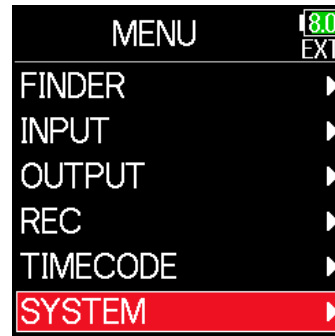 MENU
8.0
EXT
FINDER
INPUT
OUTPUT
REC
TIMECODE
SYSTEM